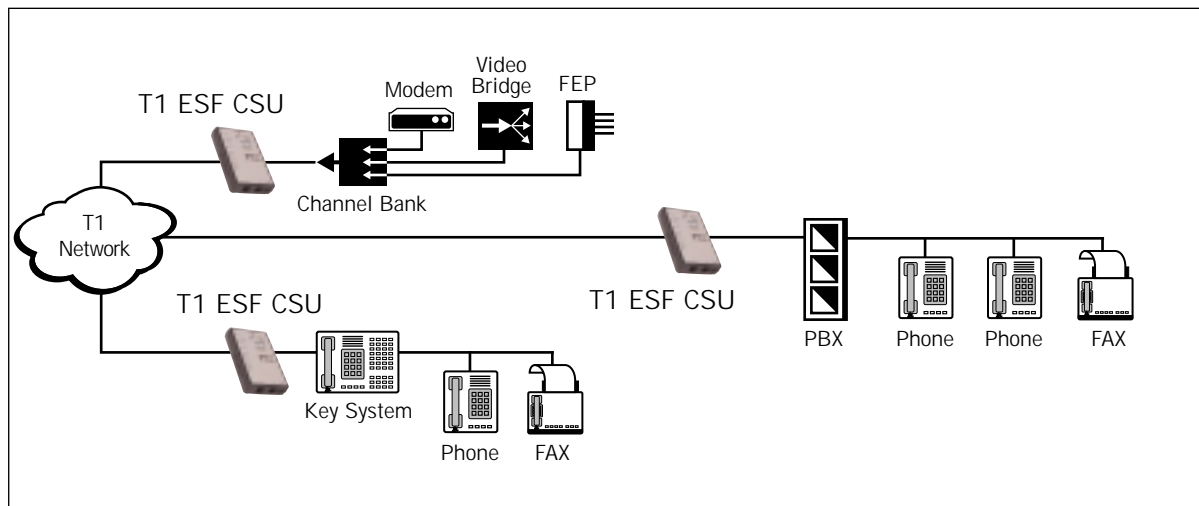 Video
Bridge
FEP
Modem
T1 ESF CSU
Channel Bank
T1
Network
T1 ESF CSU
T1 ESF CSU
PBX
Phone
Phone
FAX
Key System
Phone
FAX